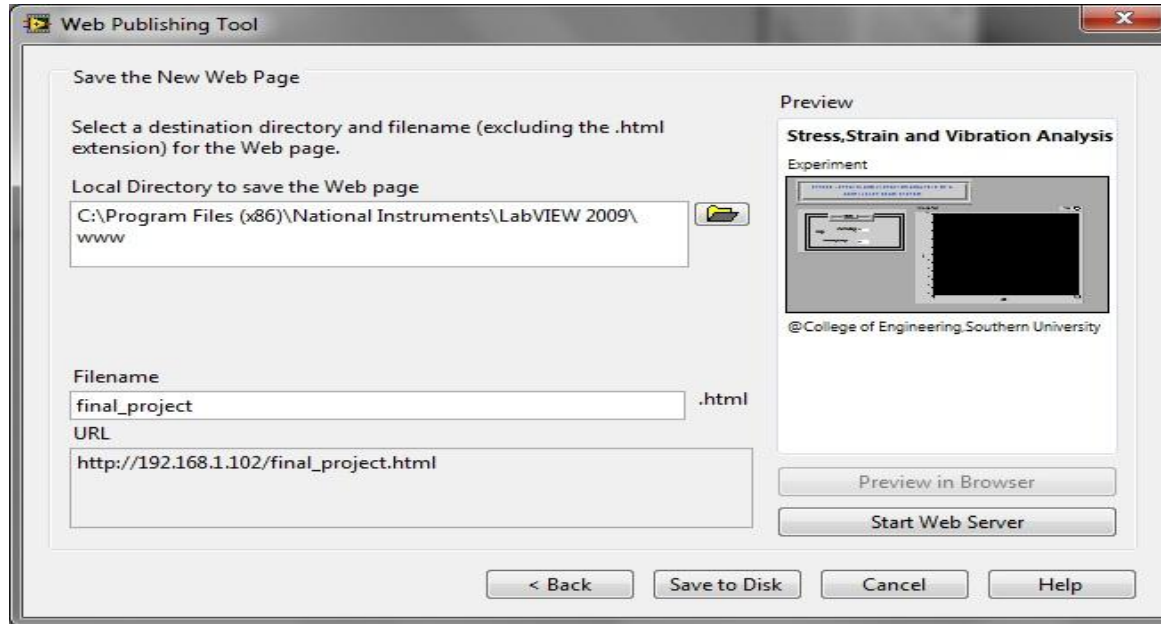 Web Publishing Tool
Save the New Web Page
Select a destination directory and filename (excluding the .html
extension) for the Web page.
Local Directory to save the Web page
C:\Program Files (x86)\National Instruments\LabVIEW 2009\
www
Filename
final_project
.html
URL
http://192.168.1.102/final_project.html
Preview
Stress,Strain and Vibration Analysis
Experiment
@College of Engineering,Southern University
Preview in Browser
Start Web Server
< Back
Save to Disk
Cancel
Help